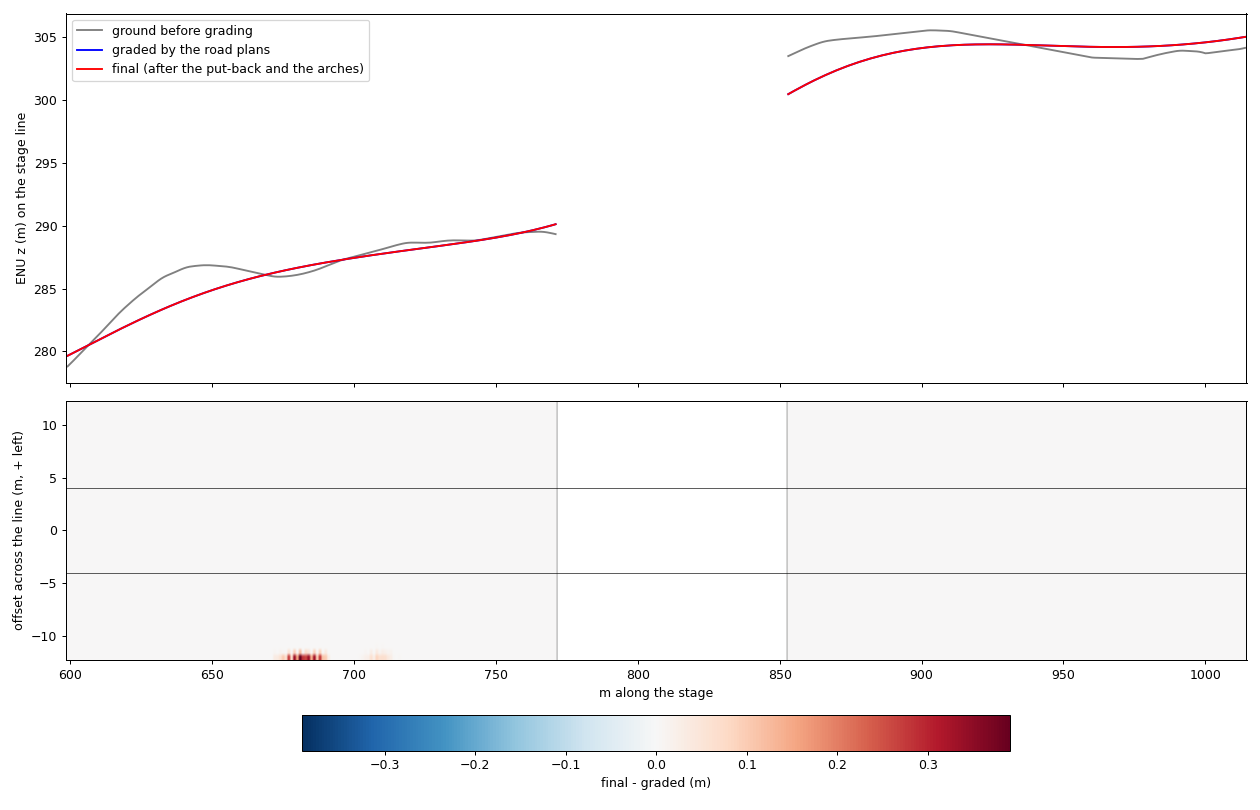 ground before grading
graded by the road plans
final (after the put-back and the arches)
ENU z (m) on the stage line
305
300
295
290
285
280
offset across the line (m, + left)
10
5
0
−5
−10
600 650 700 750 800 850 900 950 1000
m along the stage
−0.3 −0.2 −0.1 0.0 0.1 0.2 0.3
final - graded (m)